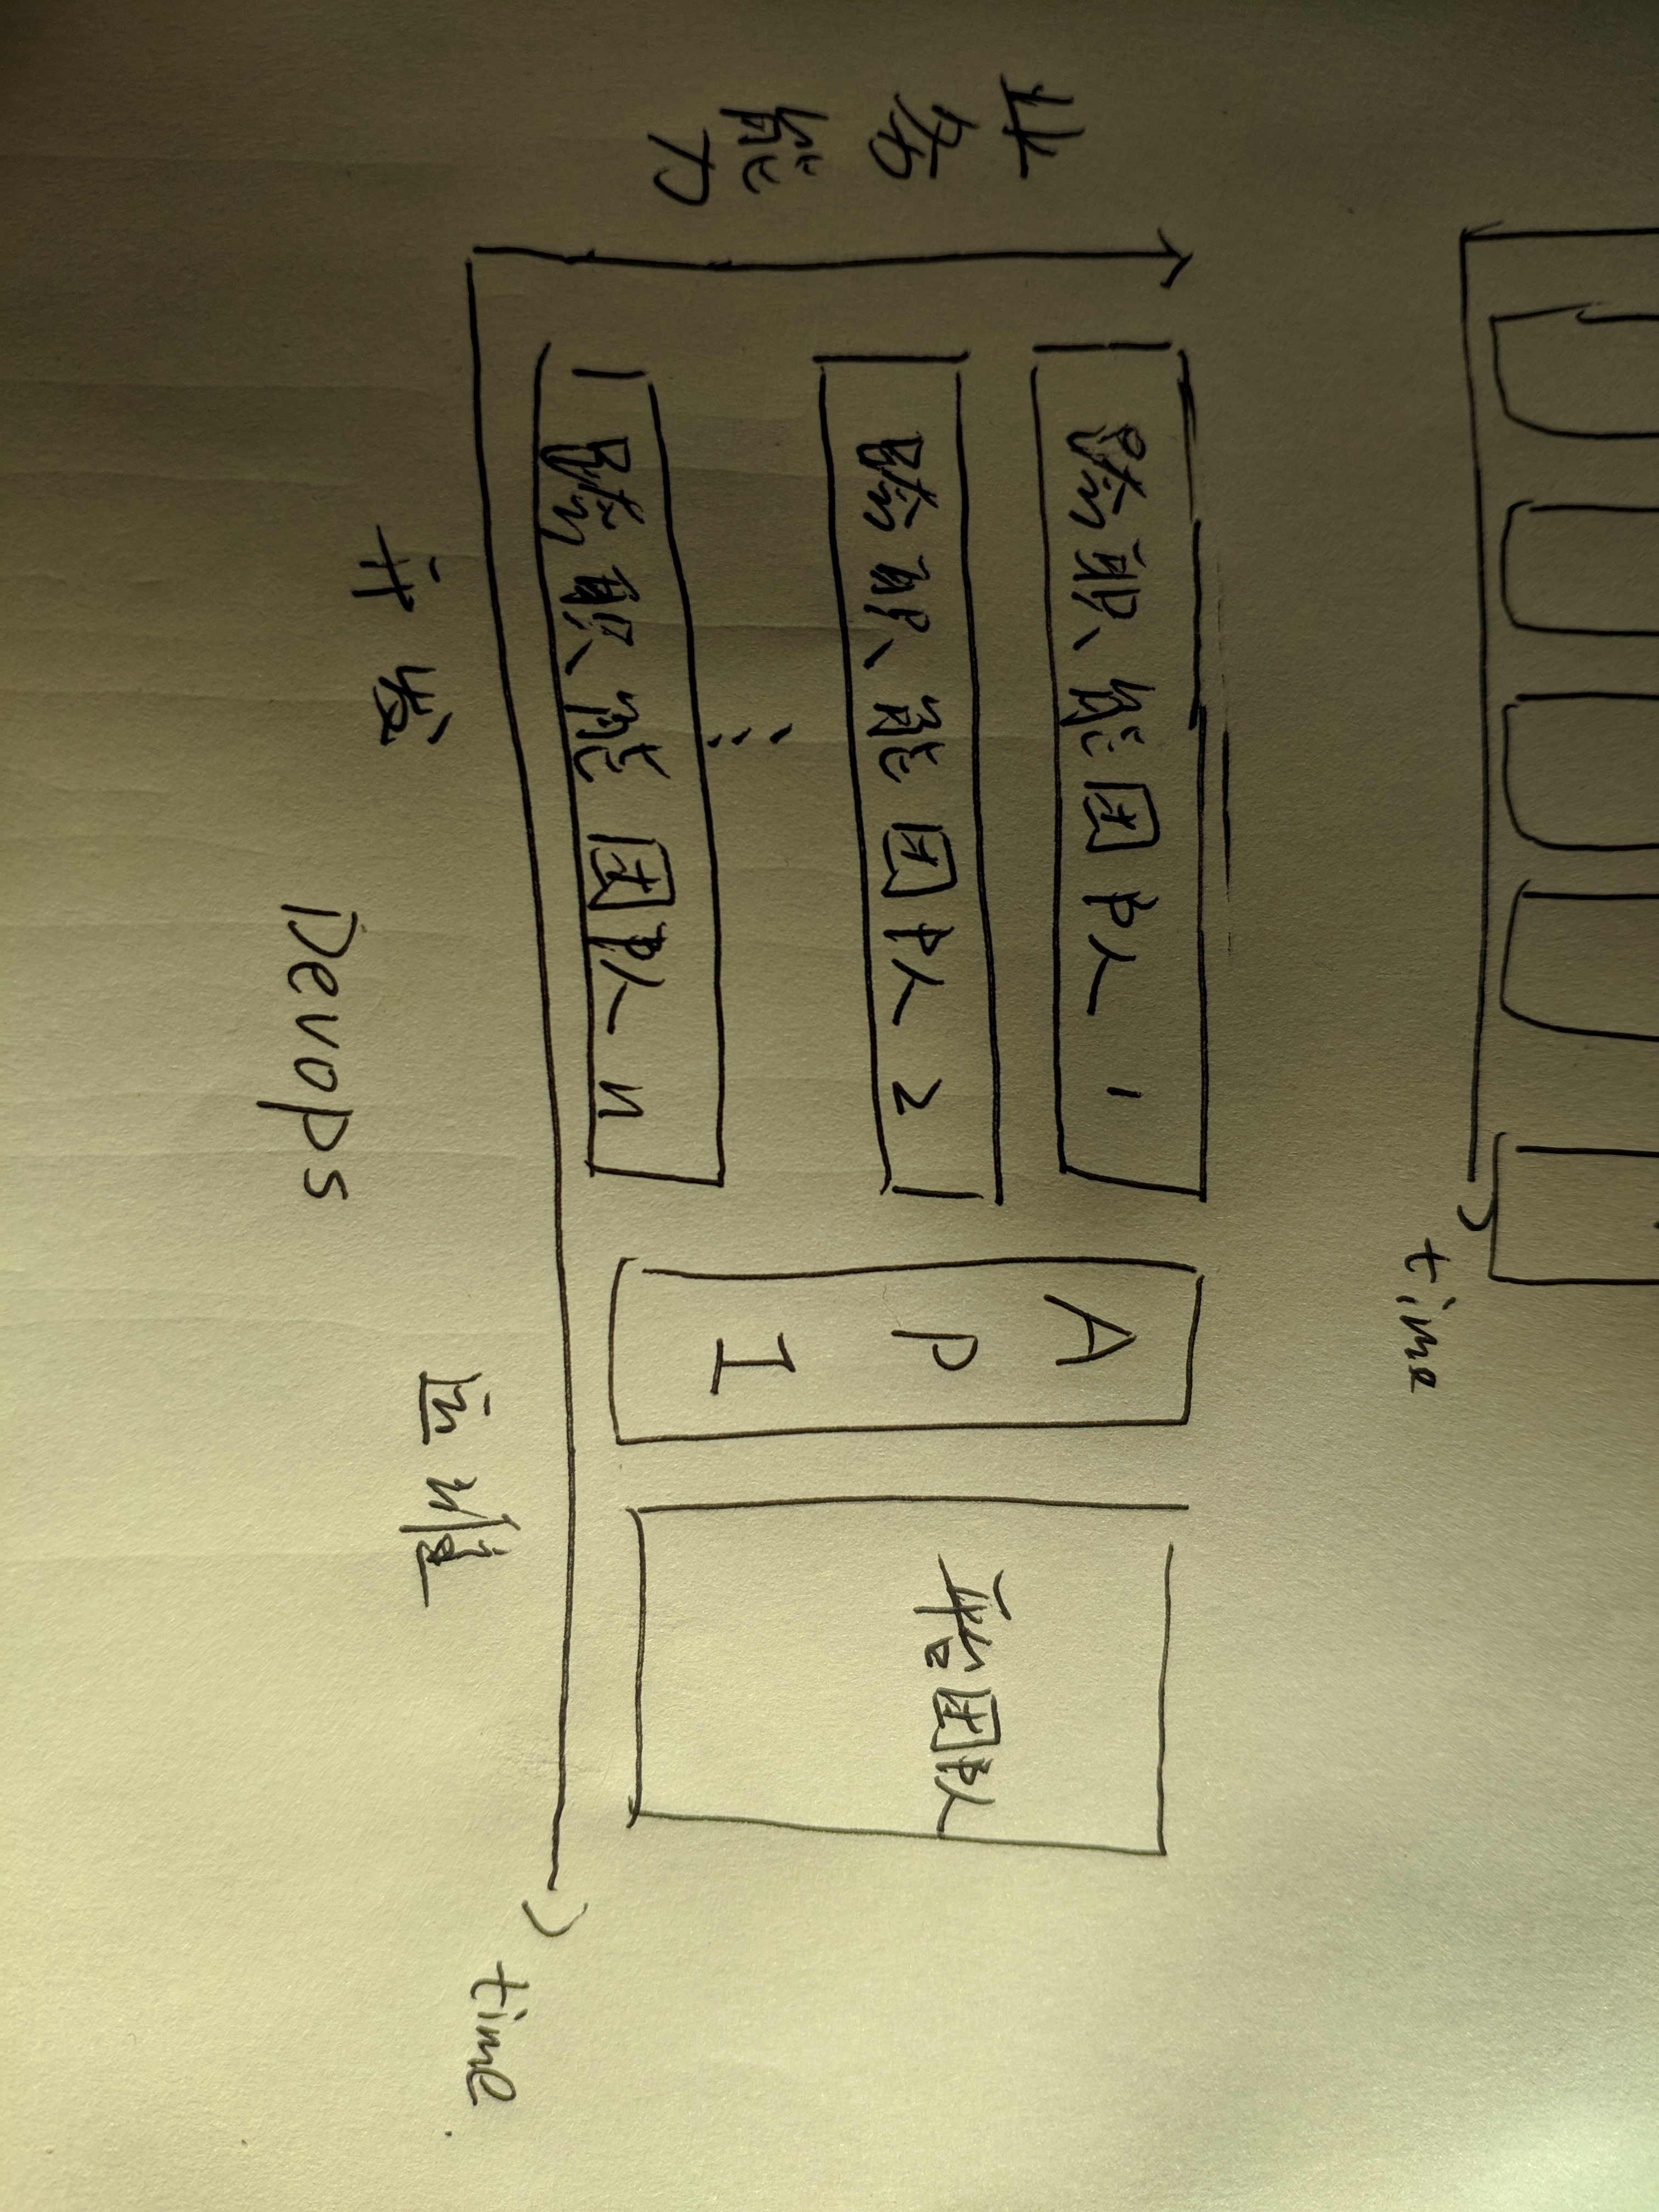 time
业务能力
跨职能团队 1
跨职能团队 2
⋮
跨职能团队 n
API
平台团队
time
开发
运维
Devops